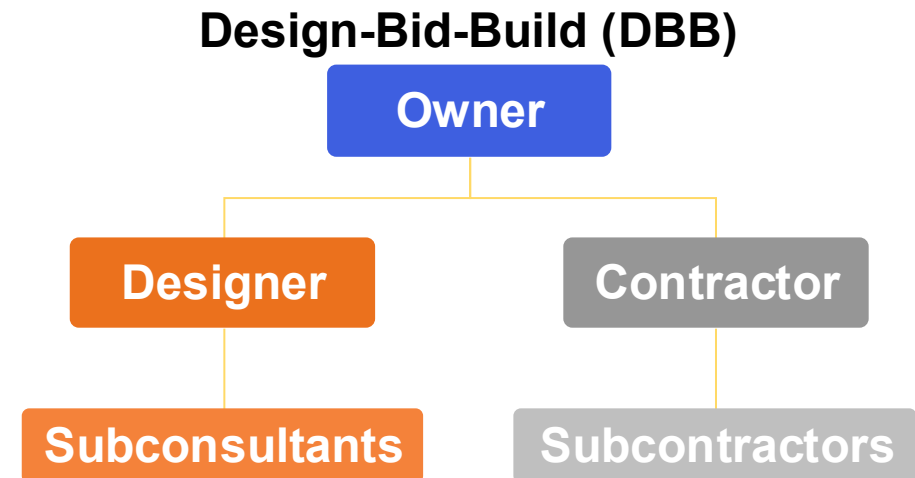 Design-Bid-Build (DBB)
Owner
Designer
Contractor
Subconsultants
Subcontractors